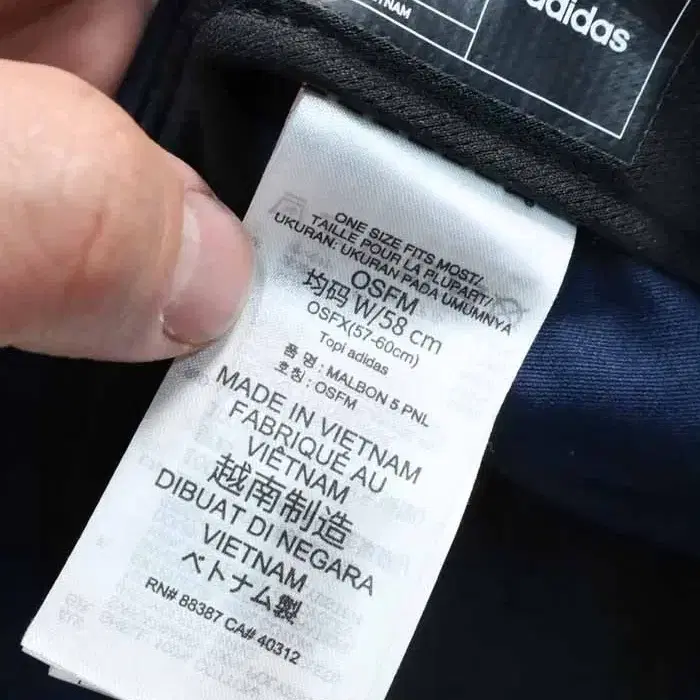 adidas
ONE SIZE FITS MOST/
TAILLE POUR LA PLUPART/
UKURAN: UKURAN PADA UMUMNYA
OSFM
均码 W/58 cm
OSFX(57-60cm)
Topi adidas
품 명 : MALBON 5 PNL
호 칭 : OSFM
MADE IN VIETNAM
FABRIQUÉ AU
VIÊTNAM
越南制造
DIBUAT DI NEGARA
VIETNAM
ベトナム製
RN# 88387 CA# 40312